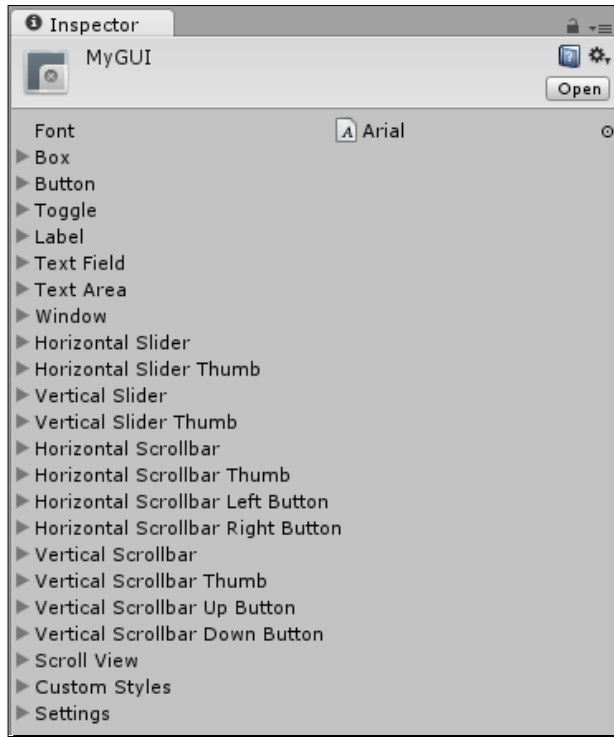 Inspector
MyGUI
Open
Font A Arial
Box
Button
Toggle
Label
Text Field
Text Area
Window
Horizontal Slider
Horizontal Slider Thumb
Vertical Slider
Vertical Slider Thumb
Horizontal Scrollbar
Horizontal Scrollbar Thumb
Horizontal Scrollbar Left Button
Horizontal Scrollbar Right Button
Vertical Scrollbar
Vertical Scrollbar Thumb
Vertical Scrollbar Up Button
Vertical Scrollbar Down Button
Scroll View
Custom Styles
Settings